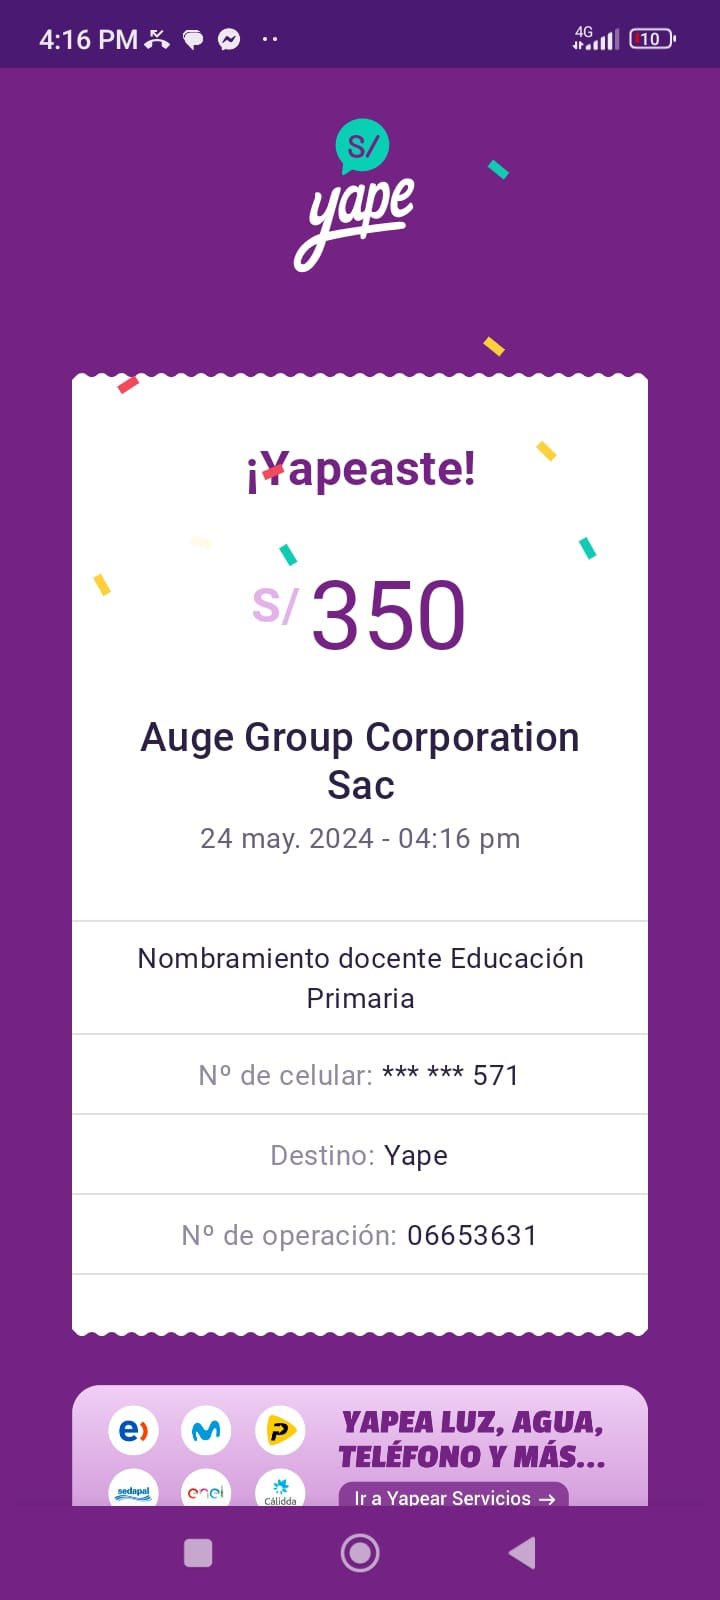 4:16 PM
4G
10
S/
yape
¡Yapeaste!
S/ 350
Auge Group Corporation
Sac
24 may. 2024 - 04:16 pm
Nombramiento docente Educación
Primaria
Nº de celular: *** *** 571
Destino: Yape
Nº de operación: 06653631
e)
P
YAPEA LUZ, AGUA,
TELÉFONO Y MÁS...
sedapal
enel
Cálidda
Ir a Yapear Servicios →